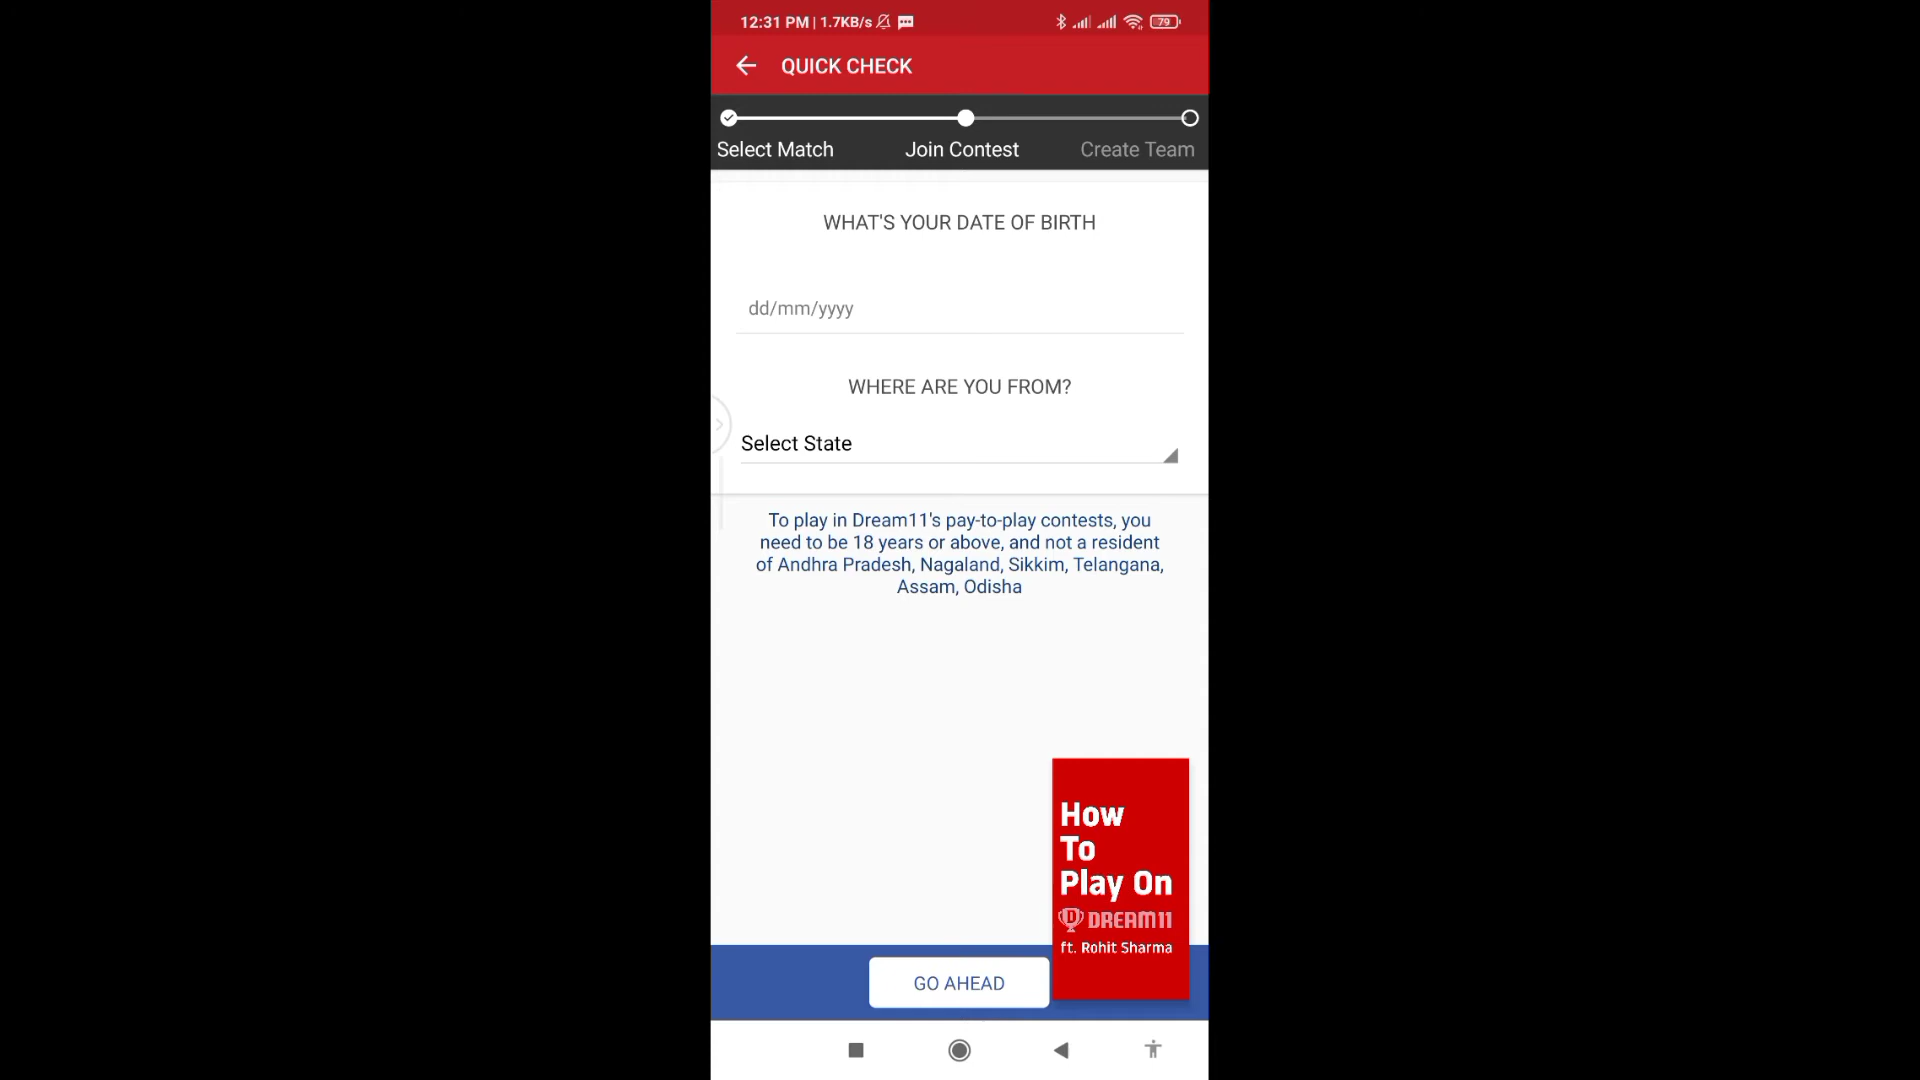 12:31 PM | 1.7KB/s
79
QUICK CHECK
Select Match
Join Contest
Create Team
WHAT'S YOUR DATE OF BIRTH
dd/mm/yyyy
WHERE ARE YOU FROM?
Select State
To play in Dream11's pay-to-play contests, you
need to be 18 years or above, and not a resident
of Andhra Pradesh, Nagaland, Sikkim, Telangana,
Assam, Odisha
How
To
Play On
DREAM11
ft. Rohit Sharma
GO AHEAD